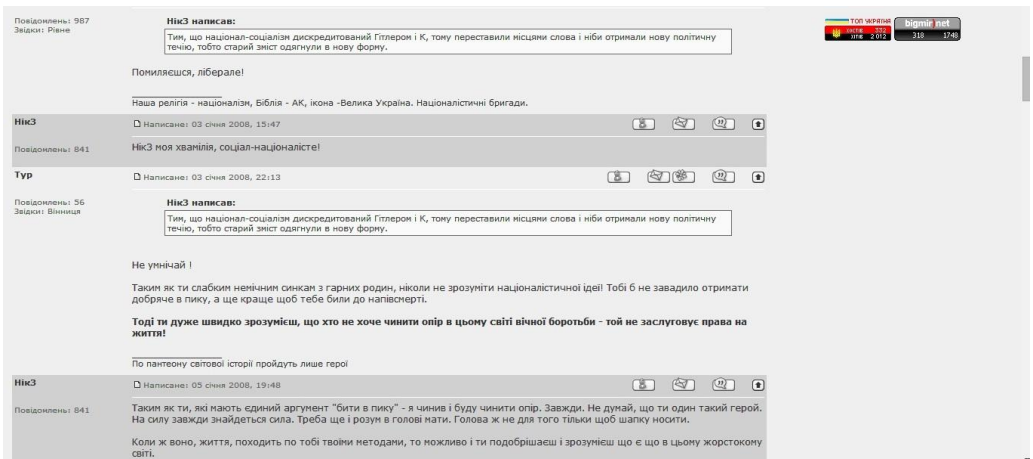 Повідомлень: 987
Звідки: Рівне
Нік3 написав:
Тим, що націонал-соціалізм дискредитований Гітлером і К, тому переставили місцями слова і ніби отримали нову політичну
течію, тобто старий зміст одягнули в нову форму.
Помиляєшся, ліберале!
Наша релігія - націоналізм, Біблія - АК, ікона -Велика Україна. Націоналістичні бригади.
ТОП УКРАЇНА
332
2 012
bigmir)net
318 1748
Нік3
Написане: 03 січня 2008, 15:47
Повідомлень: 841
Нік3 моя хвамілія, соціал-націоналісте!
Тур
Написане: 03 січня 2008, 22:13
Повідомлень: 56
Звідки: Вінниця
Нік3 написав:
Тим, що націонал-соціалізм дискредитований Гітлером і К, тому переставили місцями слова і ніби отримали нову політичну
течію, тобто старий зміст одягнули в нову форму.
Не умнічай !
Таким як ти слабким немічним синкам з гарних родин, ніколи не зрозуміти націоналістичної ідеї! Тобі б не завадило отримати
добряче в пику, а ще краще щоб тебе били до напівсмерті.
Тоді ти дуже швидко зрозумієш, що хто не хоче чинити опір в цьому світі вічної боротьби - той не заслуговує права на
життя!
По пантеону світової історії пройдуть лише герої
Нік3
Написане: 05 січня 2008, 19:48
Повідомлень: 841
Таким як ти, які мають єдиний аргумент "бити в пику" - я чинив і буду чинити опір. Завжди. Не думай, що ти один такий герой.
На силу завжди знайдеться сила. Треба ще і розум в голові мати. Голова ж не для того тільки щоб шапку носити.
Коли ж воно, життя, походить по тобі твоїми методами, то можливо і ти подобрішаєш і зрозумієш що є що в цьому жорстокому
світі.